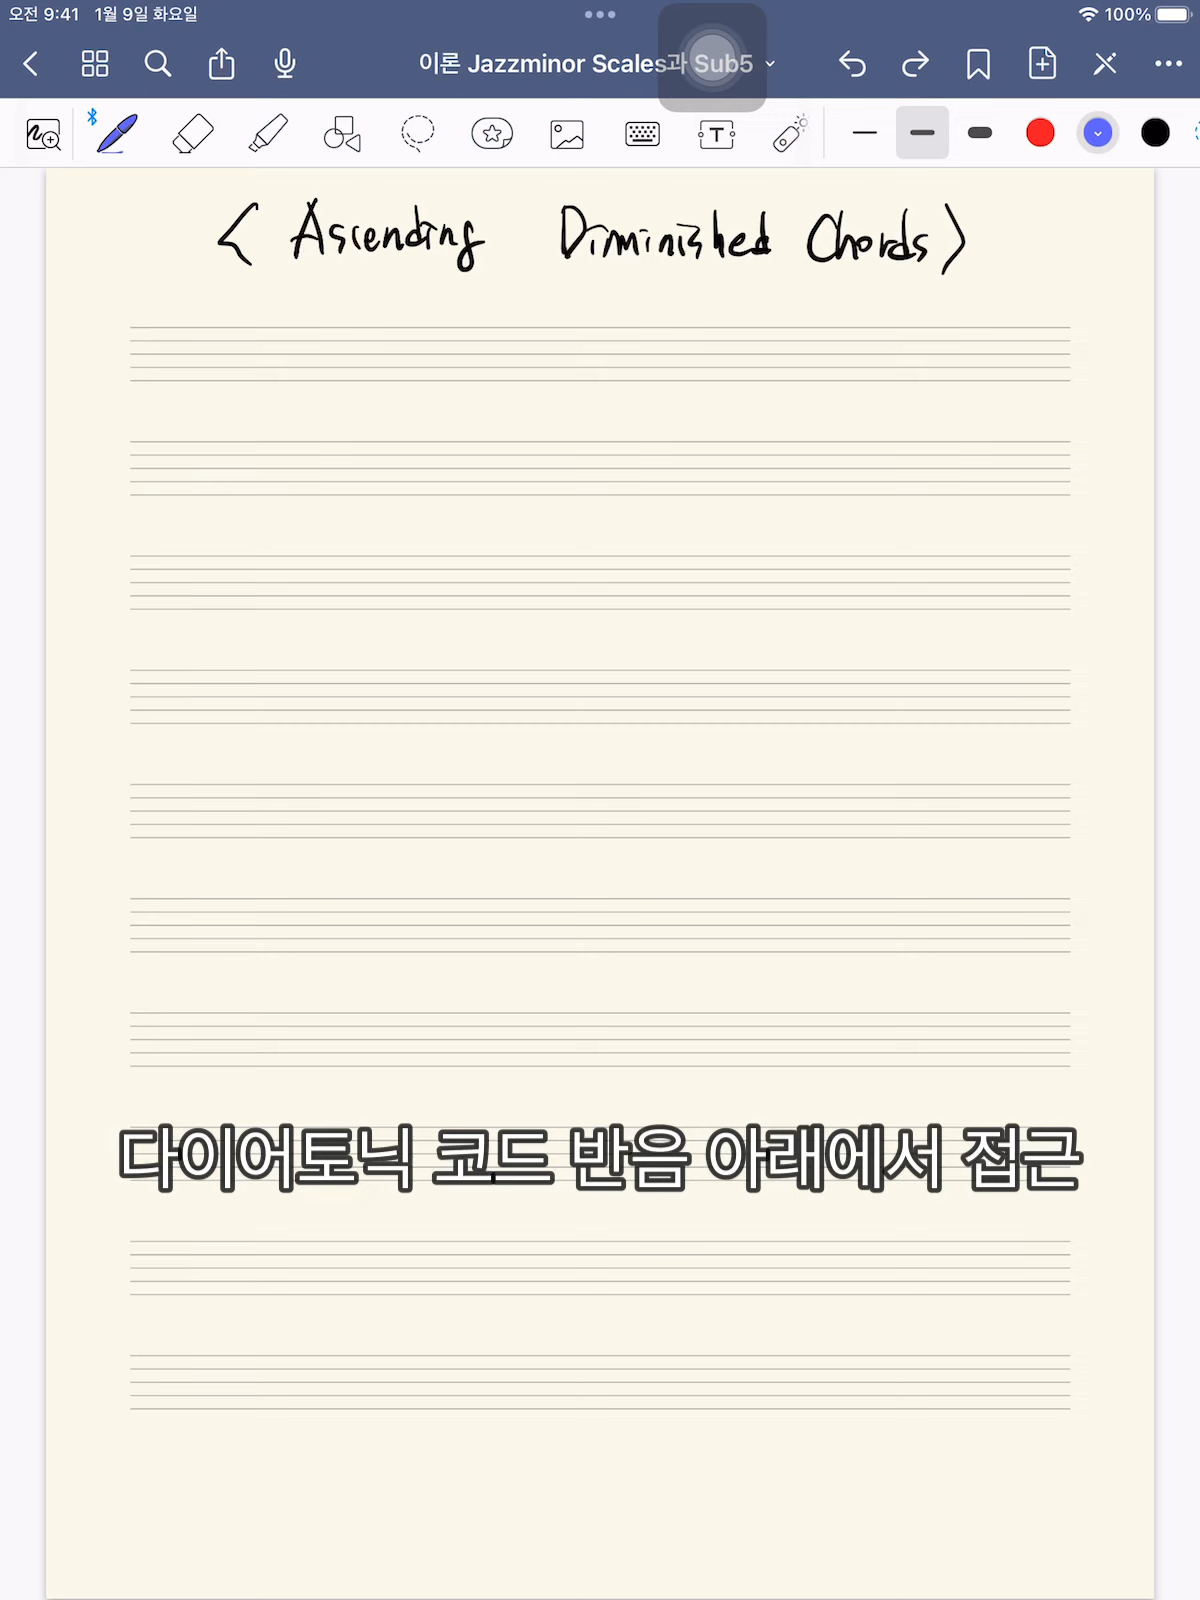 오전 9:41 1월 9일 화요일 100%
이론 Jazzminor Scales과 Sub5
T
< Ascending Diminished Chords >
다이어토닉 코드 반음 아래에서 접근